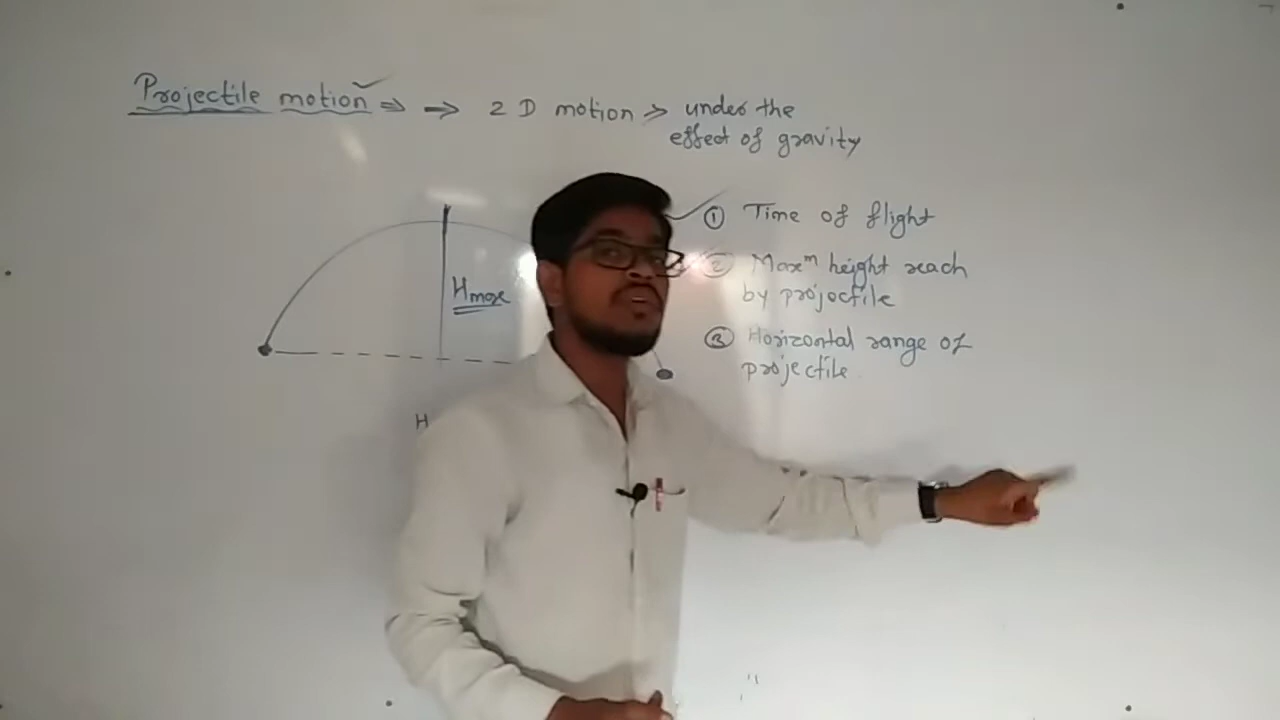 Projectile motion ⇒ → 2 D motion > under the
effect of gravity
① Time of flight
② Maxᵐ height reach
by projectile
Hmax
③ Horizontal range of
projectile
H